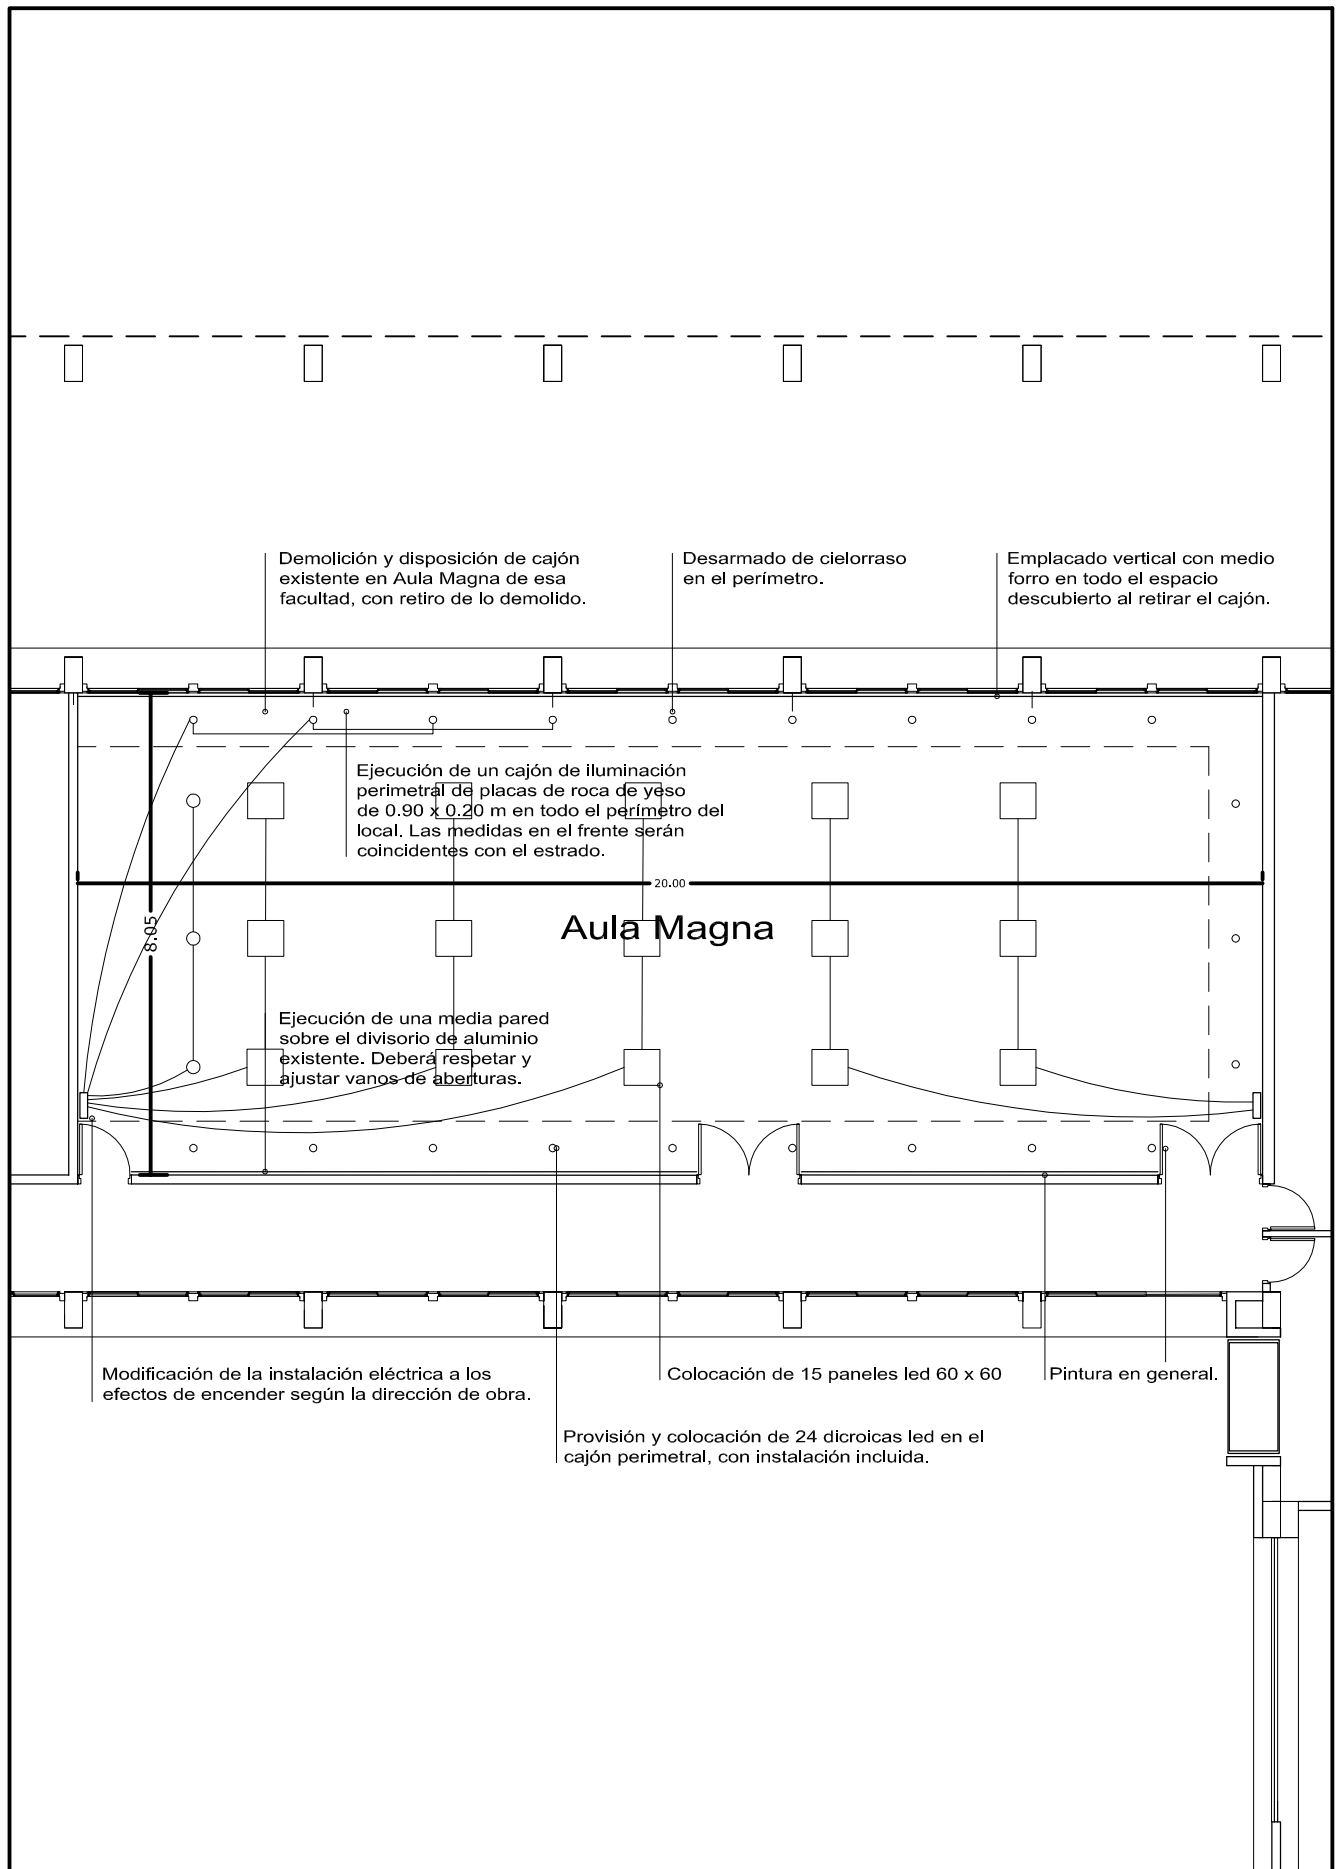 Demolición y disposición de cajón
existente en Aula Magna de esa
facultad, con retiro de lo demolido.
Desarmado de cielorraso
en el perímetro.
Emplacado vertical con medio
forro en todo el espacio
descubierto al retirar el cajón.
Ejecución de un cajón de iluminación
perimetral de placas de roca de yeso
de 0.90 x 0.20 m en todo el perímetro del
local. Las medidas en el frente serán
coincidentes con el estrado.
20.00
8.05
Aula Magna
Ejecución de una media pared
sobre el divisorio de aluminio
existente. Deberá respetar y
ajustar vanos de aberturas.
Modificación de la instalación eléctrica a los
efectos de encender según la dirección de obra.
Colocación de 15 paneles led 60 x 60
Pintura en general.
Provisión y colocación de 24 dicroicas led en el
cajón perimetral, con instalación incluida.